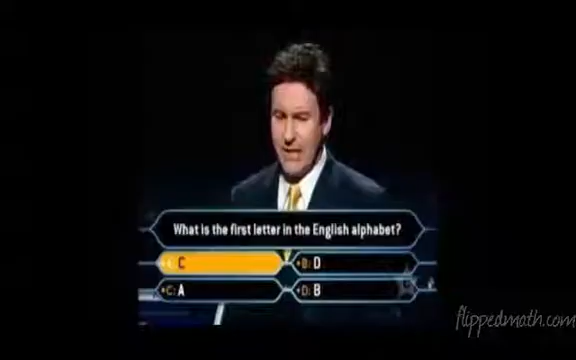 What is the first letter in the English alphabet?
A: C
B: D
C: A
D: B
flippedmath.com